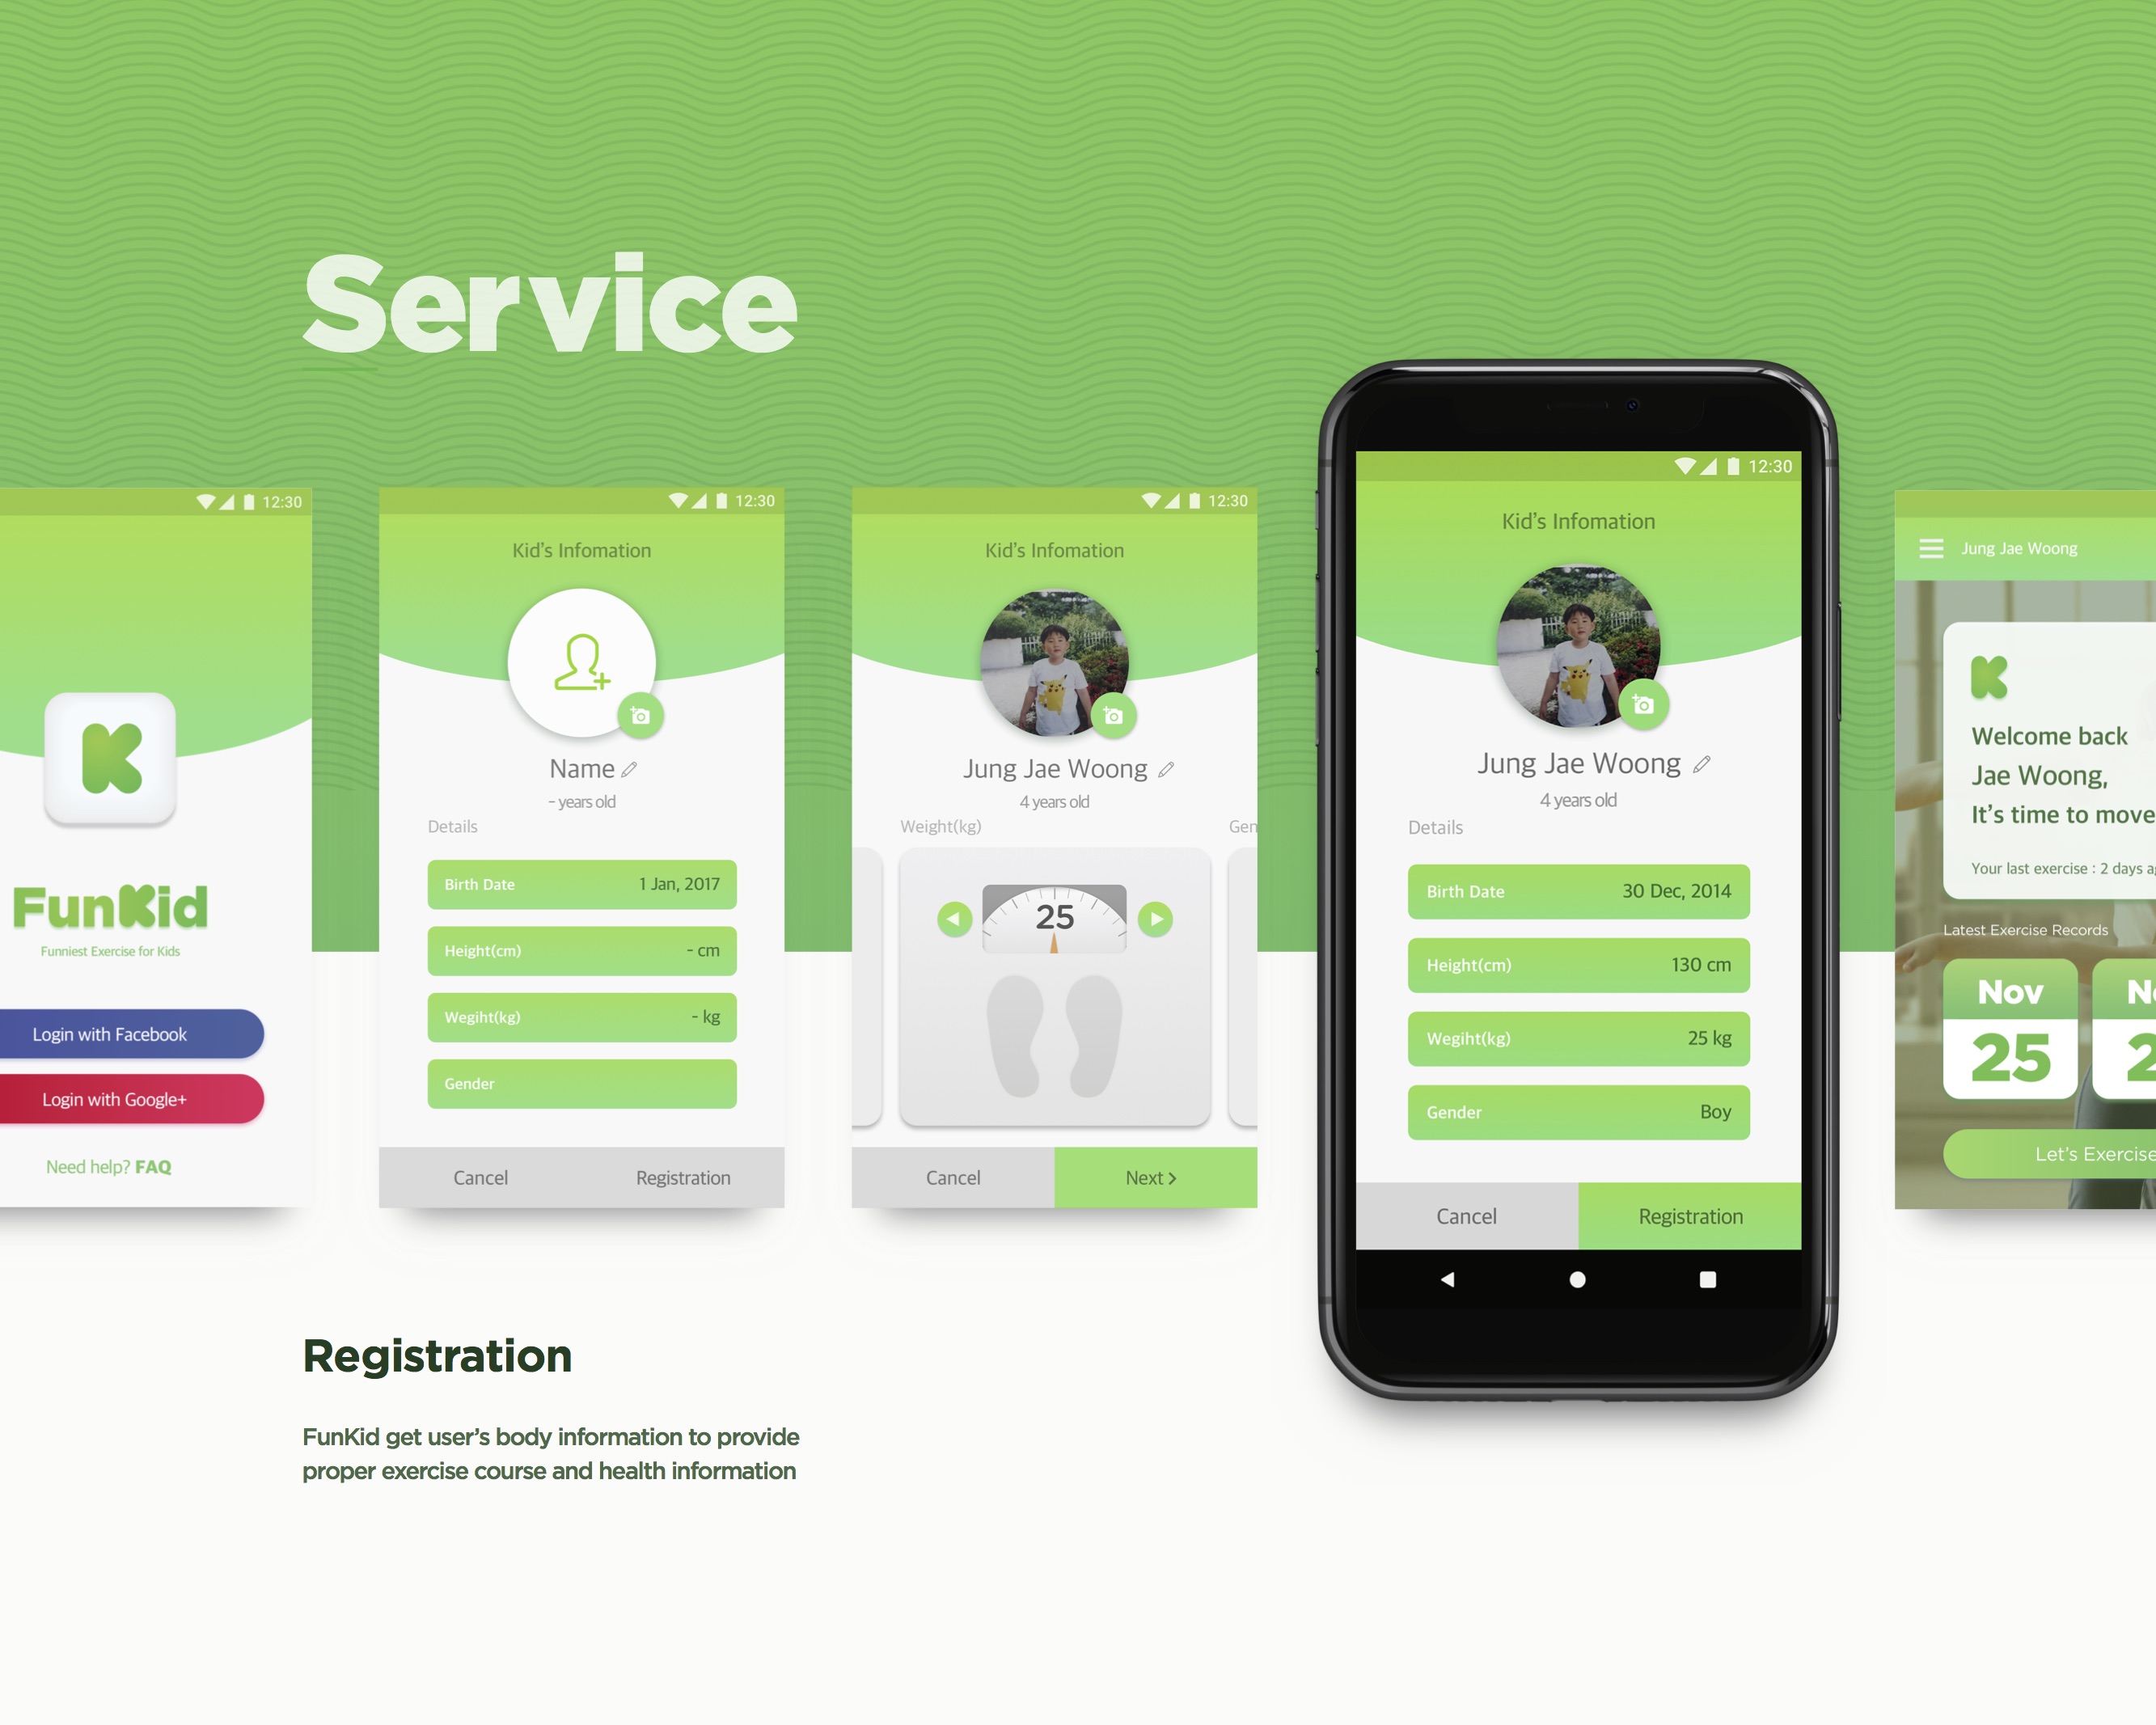 Service
12:30
FunKid
Funniest Exercise for Kids
Login with Facebook
Login with Google+
Need help? FAQ
12:30
Kid's Infomation
Name
- years old
Details
Birth Date 1 Jan, 2017
Height(cm) - cm
Wegiht(kg) - kg
Gender
Cancel Registration
12:30
Kid's Infomation
Jung Jae Woong
4 years old
Weight(kg) Gen
25
Cancel Next >
12:30
Kid's Infomation
Jung Jae Woong
4 years old
Details
Birth Date 30 Dec, 2014
Height(cm) 130 cm
Wegiht(kg) 25 kg
Gender Boy
Cancel Registration
Jung Jae Woong
K
Welcome back
Jae Woong,
It's time to move
Your last exercise : 2 days
Latest Exercise Records
Nov
25
Let's Exercise
Registration
FunKid get user's body information to provide
proper exercise course and health information